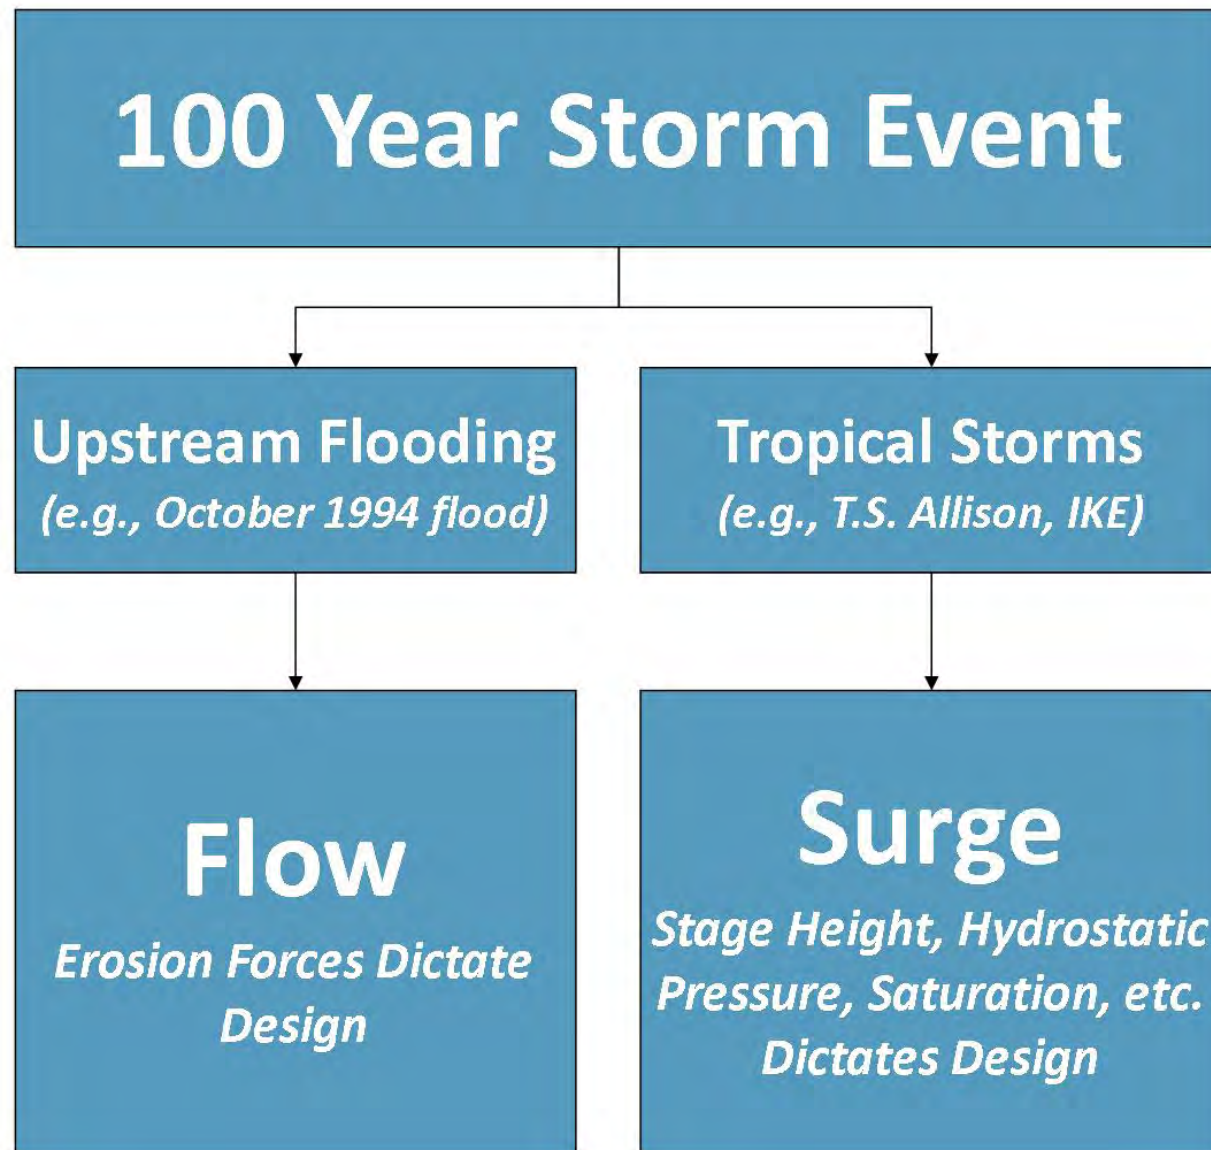 100 Year Storm Event
Upstream Flooding
(e.g., October 1994 flood)
Tropical Storms
(e.g., T.S. Allison, IKE)
Flow
Erosion Forces Dictate
Design
Surge
Stage Height, Hydrostatic
Pressure, Saturation, etc.
Dictates Design